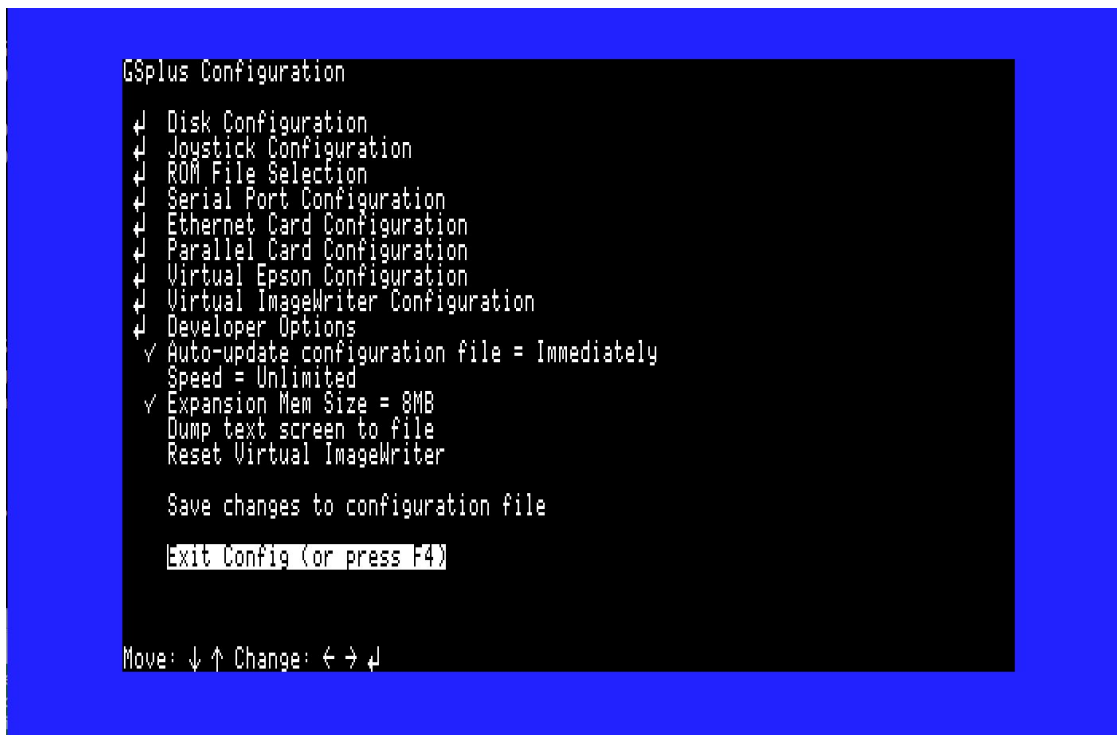 GSplus Configuration
↲ Disk Configuration
↲ Joystick Configuration
↲ ROM File Selection
↲ Serial Port Configuration
↲ Ethernet Card Configuration
↲ Parallel Card Configuration
↲ Virtual Epson Configuration
↲ Virtual ImageWriter Configuration
↲ Developer Options
✓ Auto-update configuration file = Immediately
Speed = Unlimited
✓ Expansion Mem Size = 8MB
Dump text screen to file
Reset Virtual ImageWriter
Save changes to configuration file
Exit Config (or press F4)
Move: ↓ ↑ Change: ← → ↲